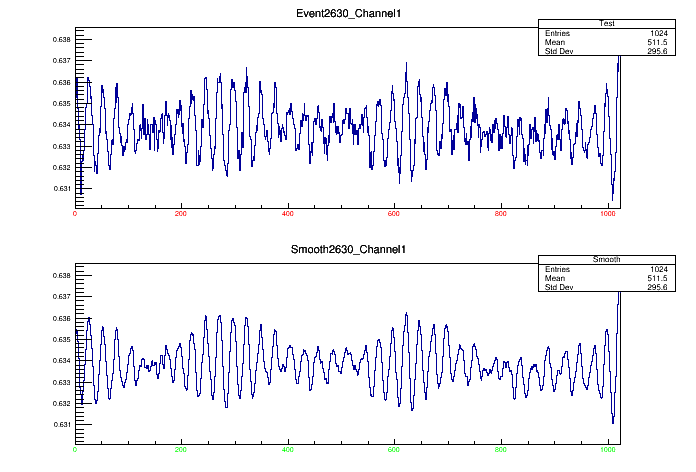 Event2630_Channel1
Test
Entries 1024
Mean 511.5
Std Dev 295.6
0.638
0.637
0.636
0.635
0.634
0.633
0.632
0.631
0 200 400 600 800 1000
Smooth2630_Channel1
Smooth
Entries 1024
Mean 511.5
Std Dev 295.6
0.638
0.637
0.636
0.635
0.634
0.633
0.632
0.631
0 200 400 600 800 1000